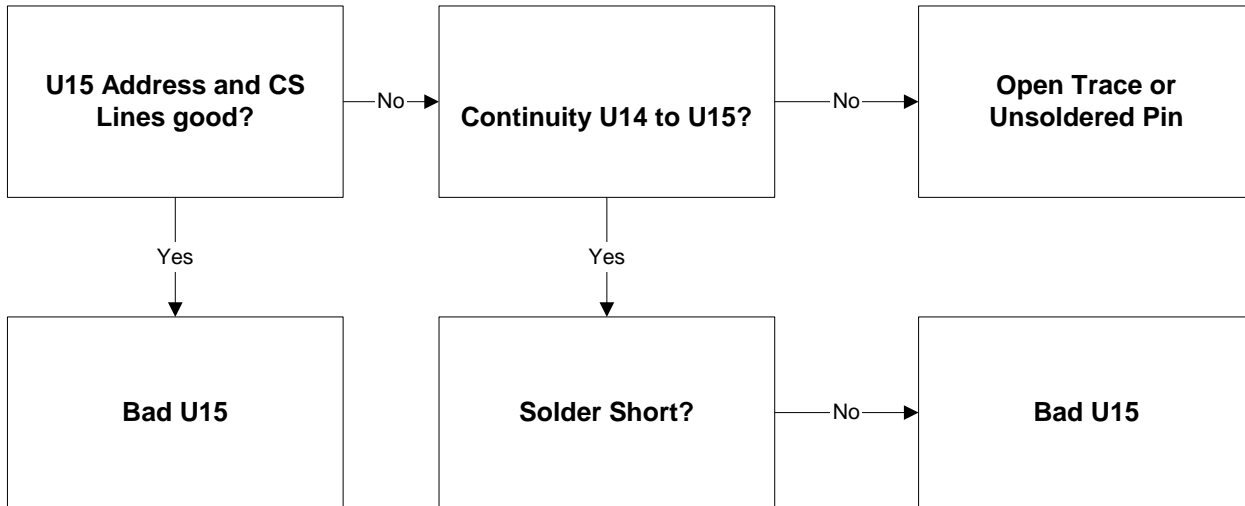 U15 Address and CS
Lines good?
No
Continuity U14 to U15?
No
Open Trace or
Unsoldered Pin
Yes
Yes
Bad U15
Solder Short?
No
Bad U15